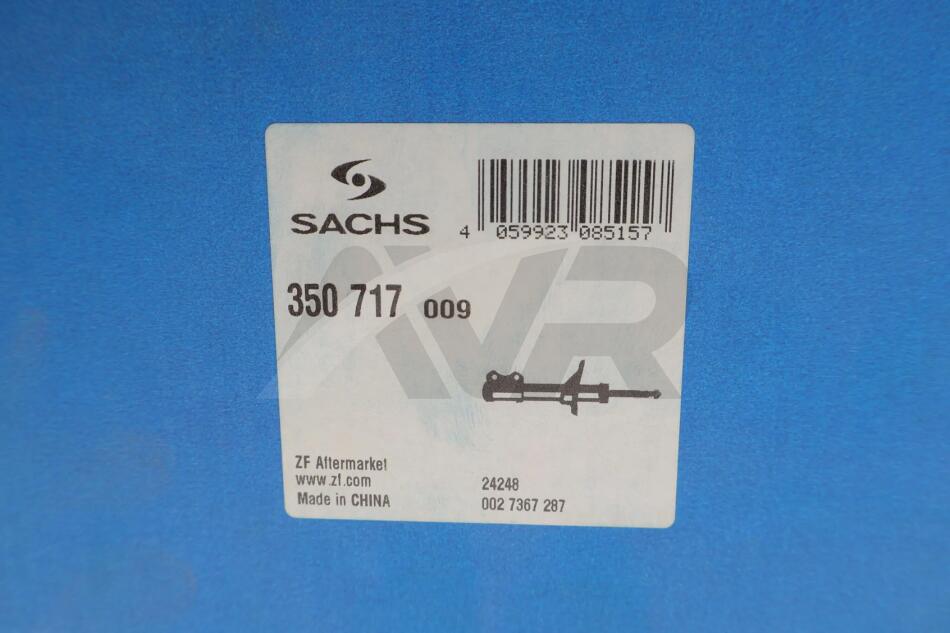 SACHS
4 059923 085157
350 717 009
AVR
ZF Aftermarket
www.zf.com
Made in CHINA
24248
002 7367 287